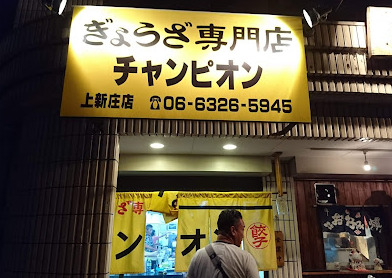 ぎょうざ専門店
チャンピオン
上新庄店 ☎06-6326-5945
ざ専
ン
オ
餃子